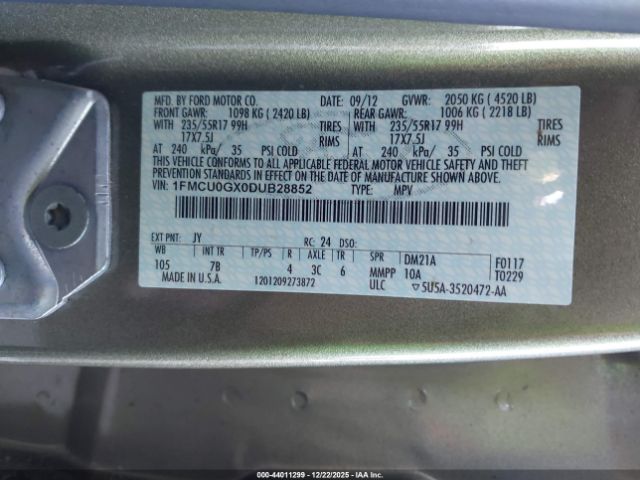 MFD. BY FORD MOTOR CO. DATE: 09/12 GVWR: 2050 KG ( 4520 LB)
FRONT GAWR: 1098 KG ( 2420 LB) REAR GAWR: 1006 KG ( 2218 LB)
WITH 235/55R17 99H TIRES WITH 235/55R17 99H TIRES
17X7.5J RIMS 17X7.5J RIMS
AT 240 kPa/ 35 PSI COLD AT 240 kPa/ 35 PSI COLD
THIS VEHICLE CONFORMS TO ALL APPLICABLE FEDERAL MOTOR VEHICLE SAFETY AND BUMPER
STANDARDS AND THEFT PREVENTION STANDARDS IN EFFECT ON THE DATE OF MANUFACTURE SHOWN ABOVE.
VIN: 1FMCU0GX0DUB28852 TYPE: MPV
EXT PNT: JY RC: 24 DSO:
WB INT TR TP/PS R AXLE TR SPR DM21A F0117
105 7B 4 3C 6 MMPP 10A T0229
MADE IN U.S.A. 1201209273872 ULC 5U5A-3520472-AA
000-44011299 - 12/22/2025 - IAAI.COM